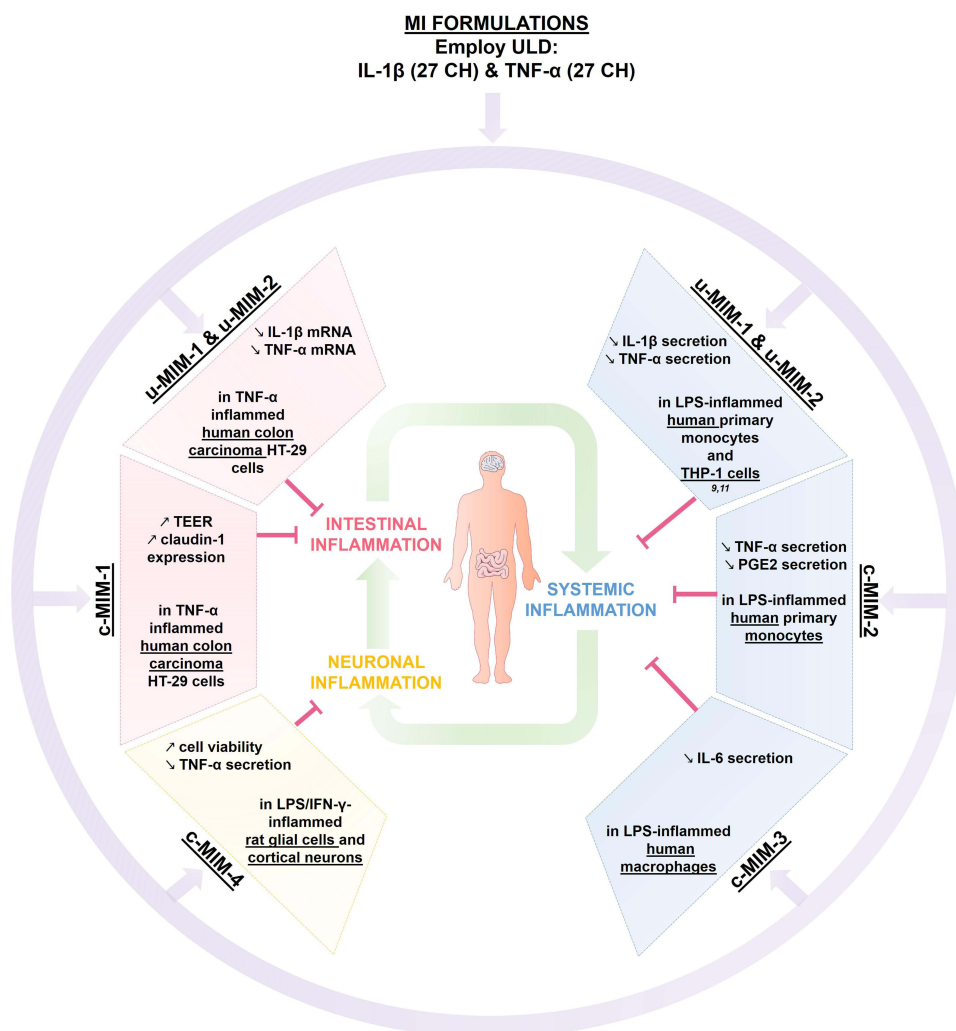 MI FORMULATIONS
Employ ULD:
IL-1β (27 CH) & TNF-α (27 CH)
u-MIM-1 & u-MIM-2
↘ IL-1β mRNA
↘ TNF-α mRNA
in TNF-α
inflammed
human colon
carcinoma HT-29
cells
u-MIM-1 & u-MIM-2
↘ IL-1β secretion
↘ TNF-α secretion
in LPS-inflammed
human primary
monocytes
and
THP-1 cells
9,11
c-MIM-1
↗ TEER
↗ claudin-1
expression
in TNF-α
inflammed
human colon
carcinoma
HT-29 cells
INTESTINAL
INFLAMMATION
SYSTEMIC
INFLAMMATION
NEURONAL
INFLAMMATION
c-MIM-2
↘ TNF-α secretion
↘ PGE2 secretion
in LPS-inflammed
human primary
monocytes
c-MIM-4
↗ cell viability
↘ TNF-α secretion
in LPS/IFN-γ-
inflammed
rat glial cells and
cortical neurons
c-MIM-3
↘ IL-6 secretion
in LPS-inflammed
human
macrophages